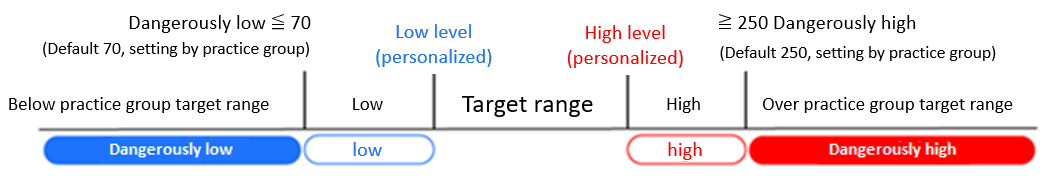 Dangerously low ≦ 70
(Default 70, setting by practice group)
Low level
(personalized)
High level
(personalized)
≧ 250 Dangerously high
(Default 250, setting by practice group)
Below practice group target range
Low
Target range
High
Over practice group target range
Dangerously low
low
high
Dangerously high